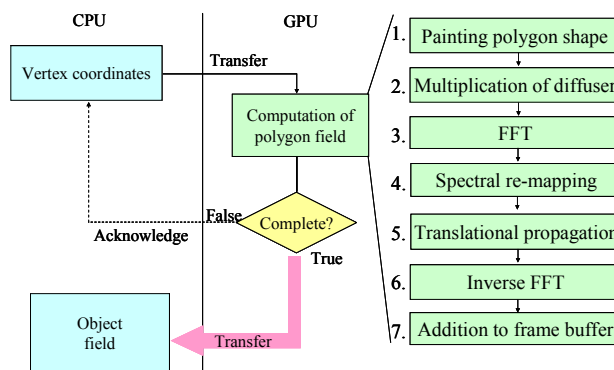 CPU
GPU
Vertex coordinates
Transfer
Computation of
polygon field
Complete?
False
Acknowledge
True
Object
field
Transfer
1. Painting polygon shape
2. Multiplication of diffuser
3. FFT
4. Spectral re-mapping
5. Translational propagation
6. Inverse FFT
7. Addition to frame buffer